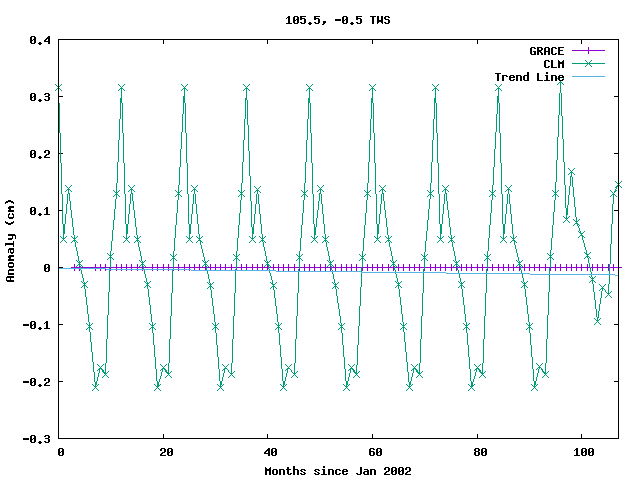 105.5, -0.5 TWS
0.4
GRACE
CLM
Trend Line
0.3
0.2
0.1
0
-0.1
-0.2
-0.3
Anomaly (cm)
0 20 40 60 80 100
Months since Jan 2002